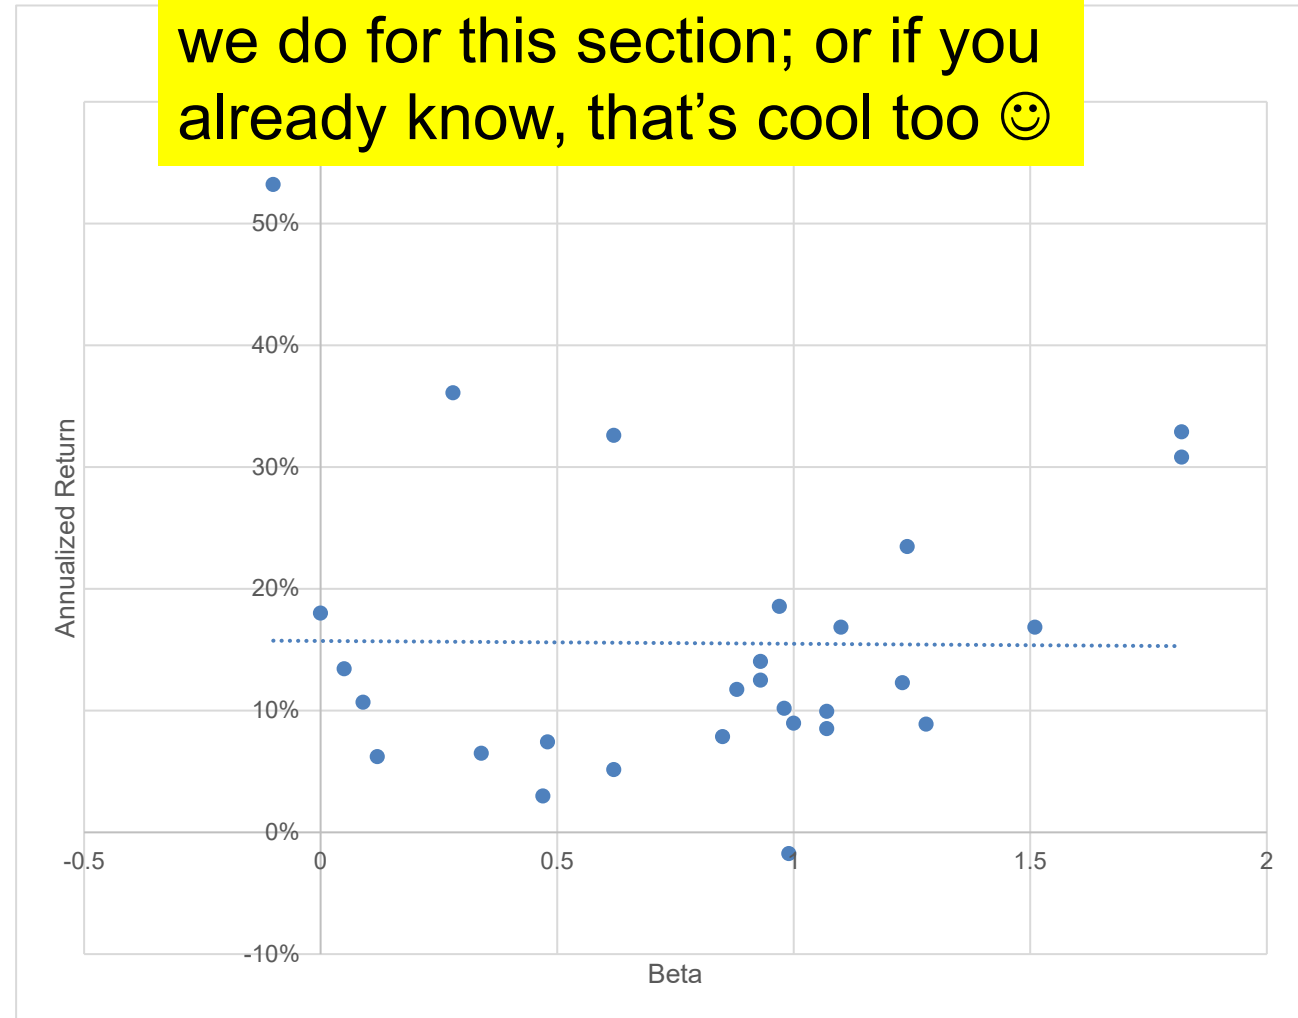 we do for this section; or if you
already know, that’s cool too ☺
50%
40%
30%
20%
10%
0%
-10%
-0.5 0 0.5 1 1.5 2
Annualized Return
Beta